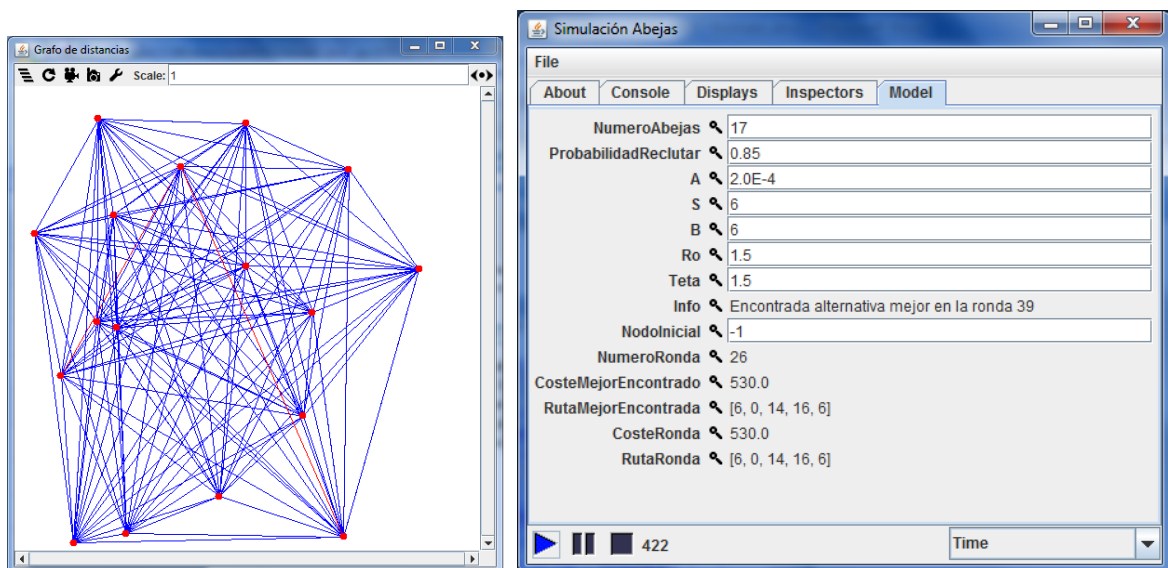 Grafo de distancias
Scale: 1
Simulación Abejas
File
About Console Displays Inspectors Model
NumeroAbejas 17
ProbabilidadReclutar 0.85
A 2.0E-4
S 6
B 6
Ro 1.5
Teta 1.5
Info Encontrada alternativa mejor en la ronda 39
NodoInicial -1
NumeroRonda 26
CosteMejorEncontrado 530.0
RutaMejorEncontrada [6, 0, 14, 16, 6]
CosteRonda 530.0
RutaRonda [6, 0, 14, 16, 6]
422 Time